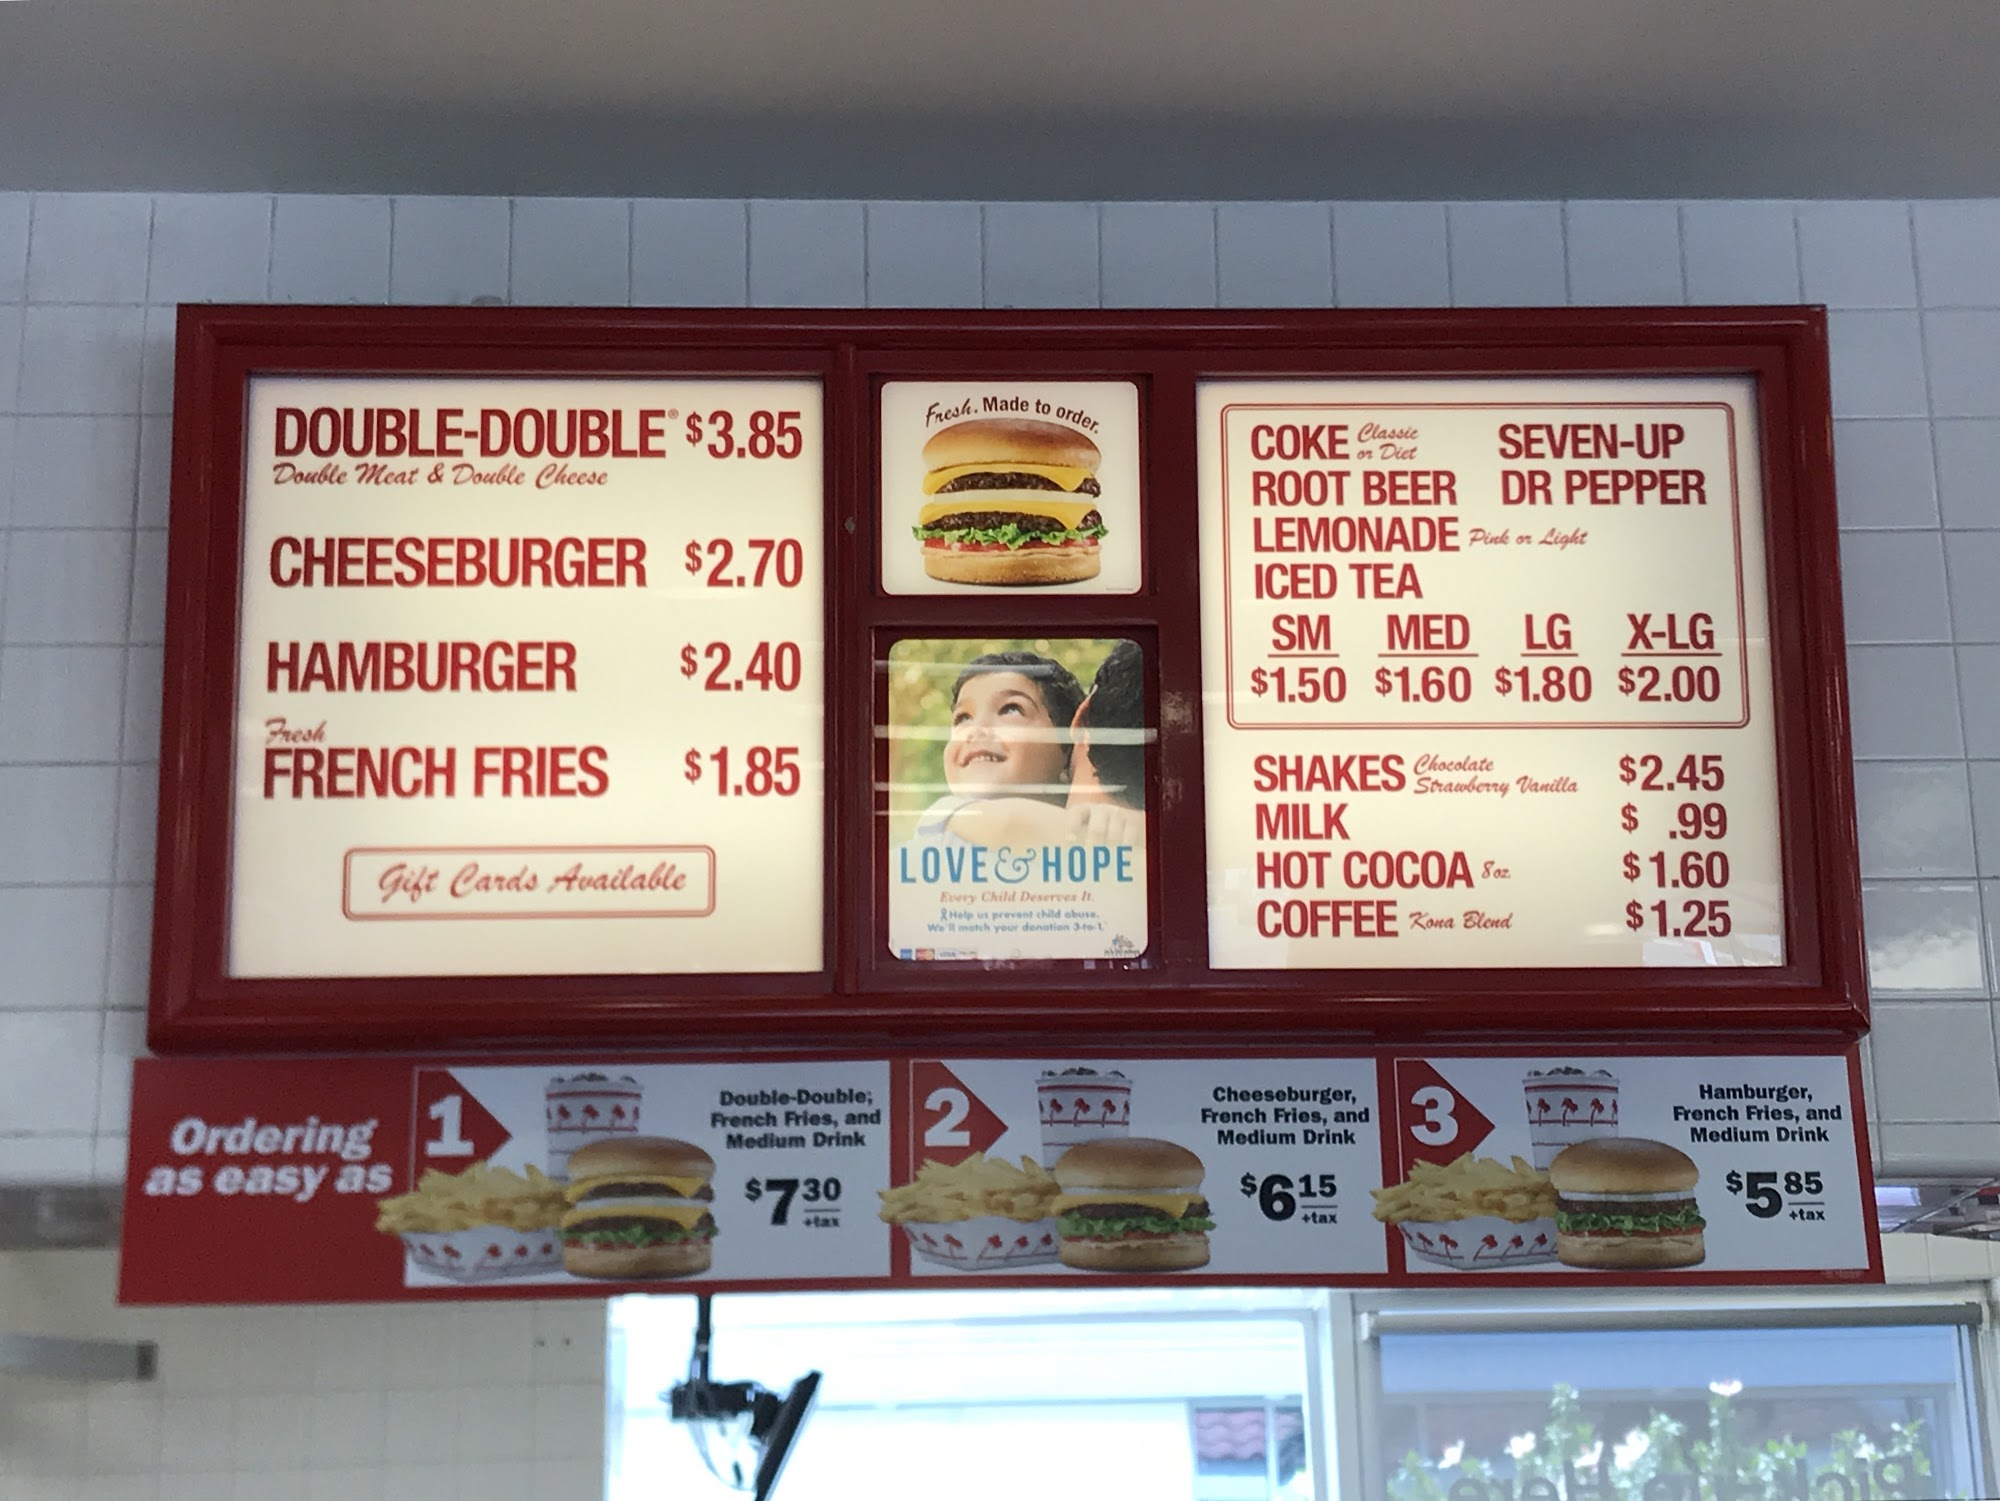 DOUBLE-DOUBLE® $3.85
Double Meat & Double Cheese
CHEESEBURGER $2.70
HAMBURGER $2.40
Fresh
FRENCH FRIES $1.85
Gift Cards Available
Fresh. Made to order.
LOVE & HOPE
Every Child Deserves It.
Help us prevent child abuse.
We'll match your donation 3-to-1.
COKE Classic or Diet SEVEN-UP
ROOT BEER DR PEPPER
LEMONADE Pink or Light
ICED TEA
SM MED LG X-LG
$1.50 $1.60 $1.80 $2.00
SHAKES Chocolate Strawberry Vanilla $2.45
MILK $ .99
HOT COCOA 8oz. $1.60
COFFEE Kona Blend $1.25
Ordering
as easy as
1
Double-Double,
French Fries, and
Medium Drink
$7 30
+tax
2
Cheeseburger,
French Fries, and
Medium Drink
$6 15
+tax
3
Hamburger,
French Fries, and
Medium Drink
$5 85
+tax